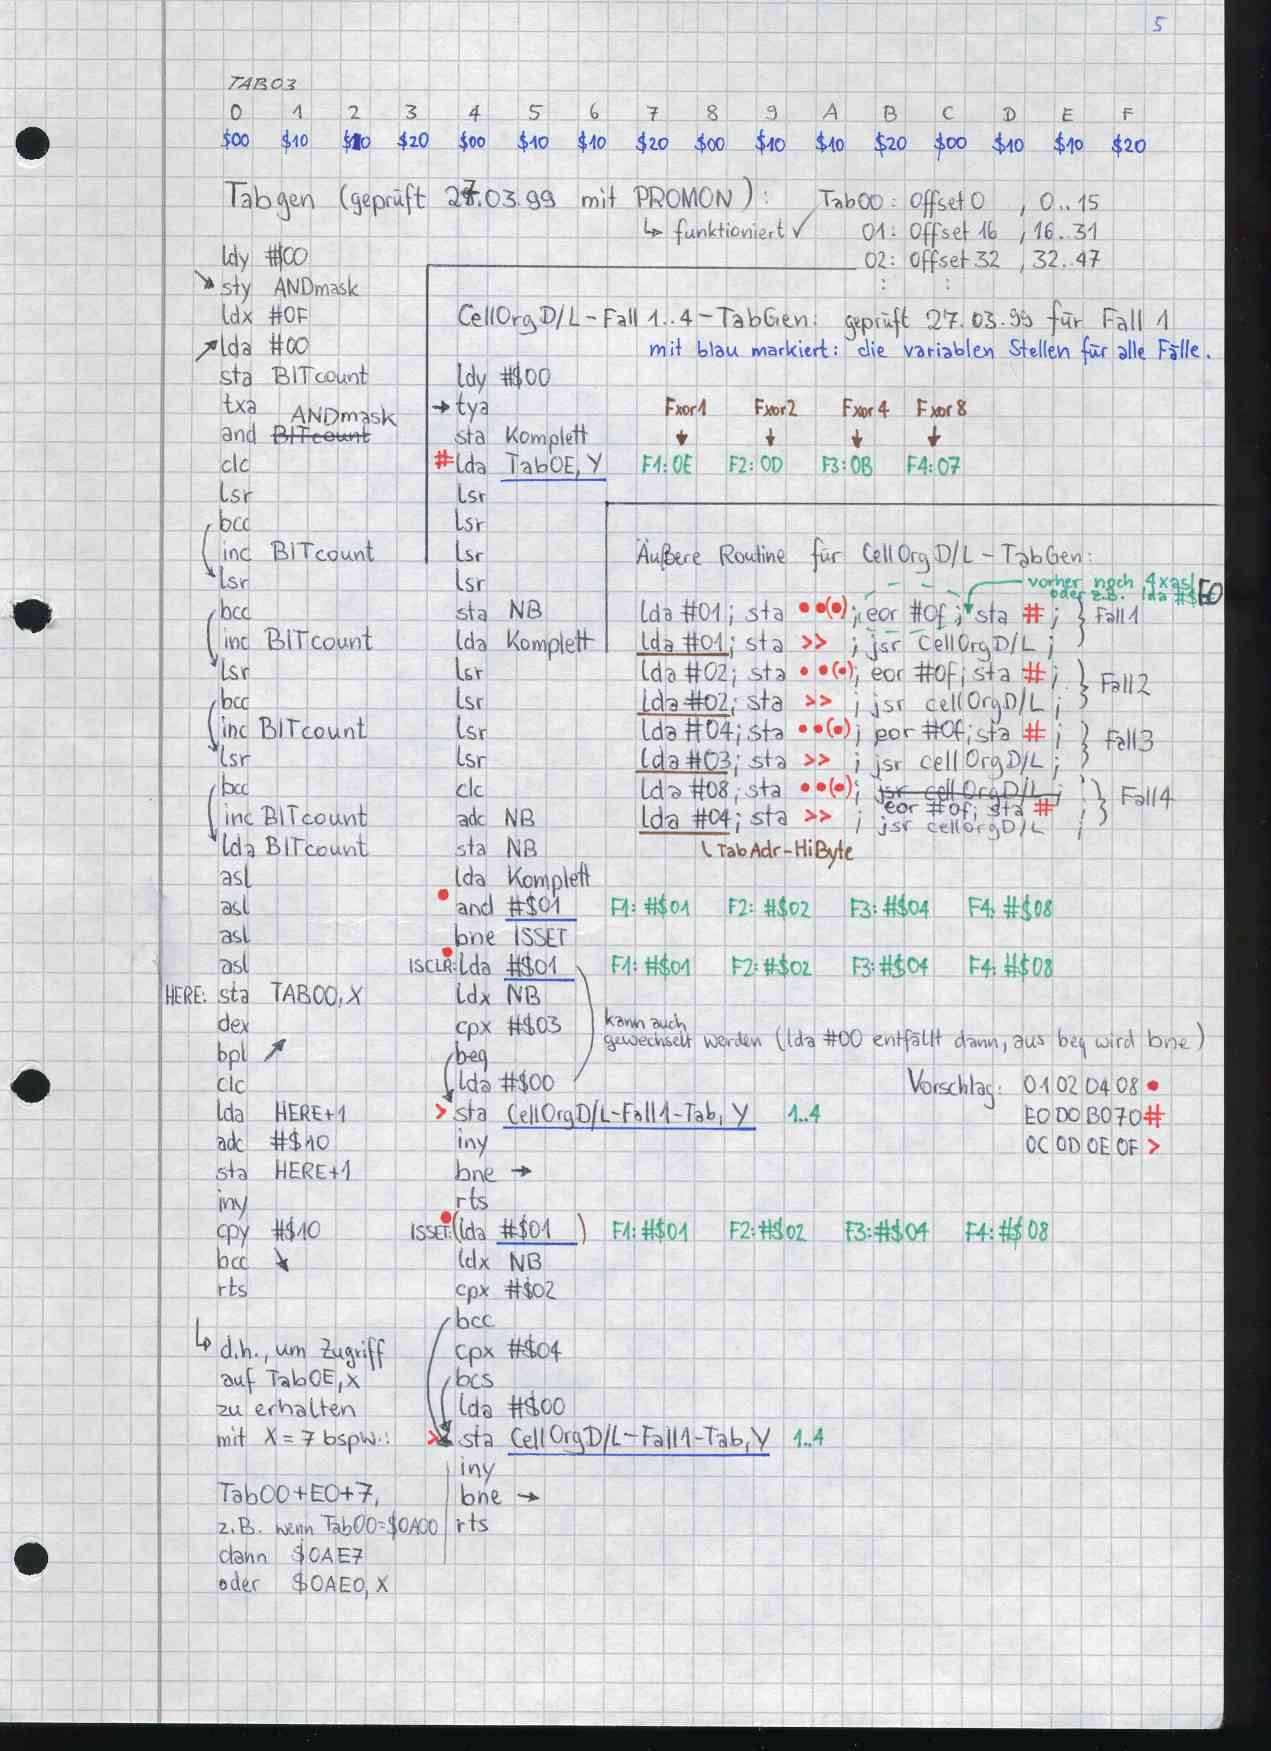 5
TAB03
0 1 2 3 4 5 6 7 8 9 A B C D E F
$00 $10 $10 $20 $00 $10 $10 $20 $00 $10 $10 $20 $00 $10 $10 $20
Tabgen (geprüft 27.03.99 mit PROMON):
↳ funktioniert ✓
Tab00: Offset 0 , 0..15
01: Offset 16 , 16..31
02: Offset 32 , 32..47
: :
ldy #$00
↘ sty ANDmask
ldx #0F
↗ lda #00
sta BITcount
txa
ANDmask
and BITcount
clc
lsr
bcc
inc BITcount
lsr
bcc
inc BITcount
lsr
bcc
inc BITcount
lsr
bcc
inc BITcount
lda BITcount
asl
asl
asl
asl
HERE: sta TAB00,X
dex
bpl ↗
clc
lda HERE+1
adc #$10
sta HERE+1
iny
cpy #$10
bcc ↘
rts
↳ d.h., um Zugriff
auf Tab0E,X
zu erhalten
mit X=7 bspw.:
Tab00+E0+7,
z.B. wenn Tab00=$0A00
dann $0AE7
oder $0AE0,X
CellOrgD/L-Fall1..4-TabGen: geprüft 27.03.99 für Fall 1
mit blau markiert: die variablen Stellen für alle Fälle.
ldy #$00
→ tya Fxor1 Fxor2 Fxor4 Fxor8
sta Komplett ↓ ↓ ↓ ↓
# lda Tab0E,Y F1:0E F2:0D F3:0B F4:07
lsr
lsr
lsr
lsr
sta NB
lda Komplett
lsr
lsr
lsr
lsr
clc
adc NB
sta NB
lda Komplett
• and #$01 F1: #$01 F2: #$02 F3: #$04 F4: #$08
bne ISSET
• ISCLR: lda #$01 F1: #$01 F2: #$02 F3: #$04 F4: #$08
ldx NB
cpx #$03
beq
lda #$00
kann auch
gewechselt werden (lda #00 entfällt dann, aus beq wird bne)
> sta CellOrgD/L-Fall1-Tab,Y 1..4
iny
bne →
rts
• ISSET: (lda #$01) F1: #$01 F2: #$02 F3: #$04 F4: #$08
ldx NB
cpx #$02
bcc
cpx #$04
bcs
lda #$00
> sta CellOrgD/L-Fall1-Tab,Y 1..4
iny
bne →
rts
Äußere Routine für CellOrgD/L-TabGen:
vorher noch 4xasl
oder z.B. lda #$E0
lda #01; sta ••(•); eor #0f; sta #; } Fall1
lda #01; sta >> ; jsr CellOrgD/L ;
lda #02; sta ••(•); eor #0f; sta #; } Fall2
lda #02; sta >> ; jsr cellOrgD/L ;
lda #04; sta ••(•); eor #0f; sta #; } Fall3
lda #03; sta >> ; jsr cellOrgD/L ;
lda #08; sta ••(•); jsr cellOrgD/L ; } Fall4
eor #0f; sta #
lda #04; sta >> ; jsr cellOrgD/L ;
TabAdr-HiByte
Vorschlag: 01 02 04 08 •
E0 D0 B0 70 #
0C 0D 0E 0F >